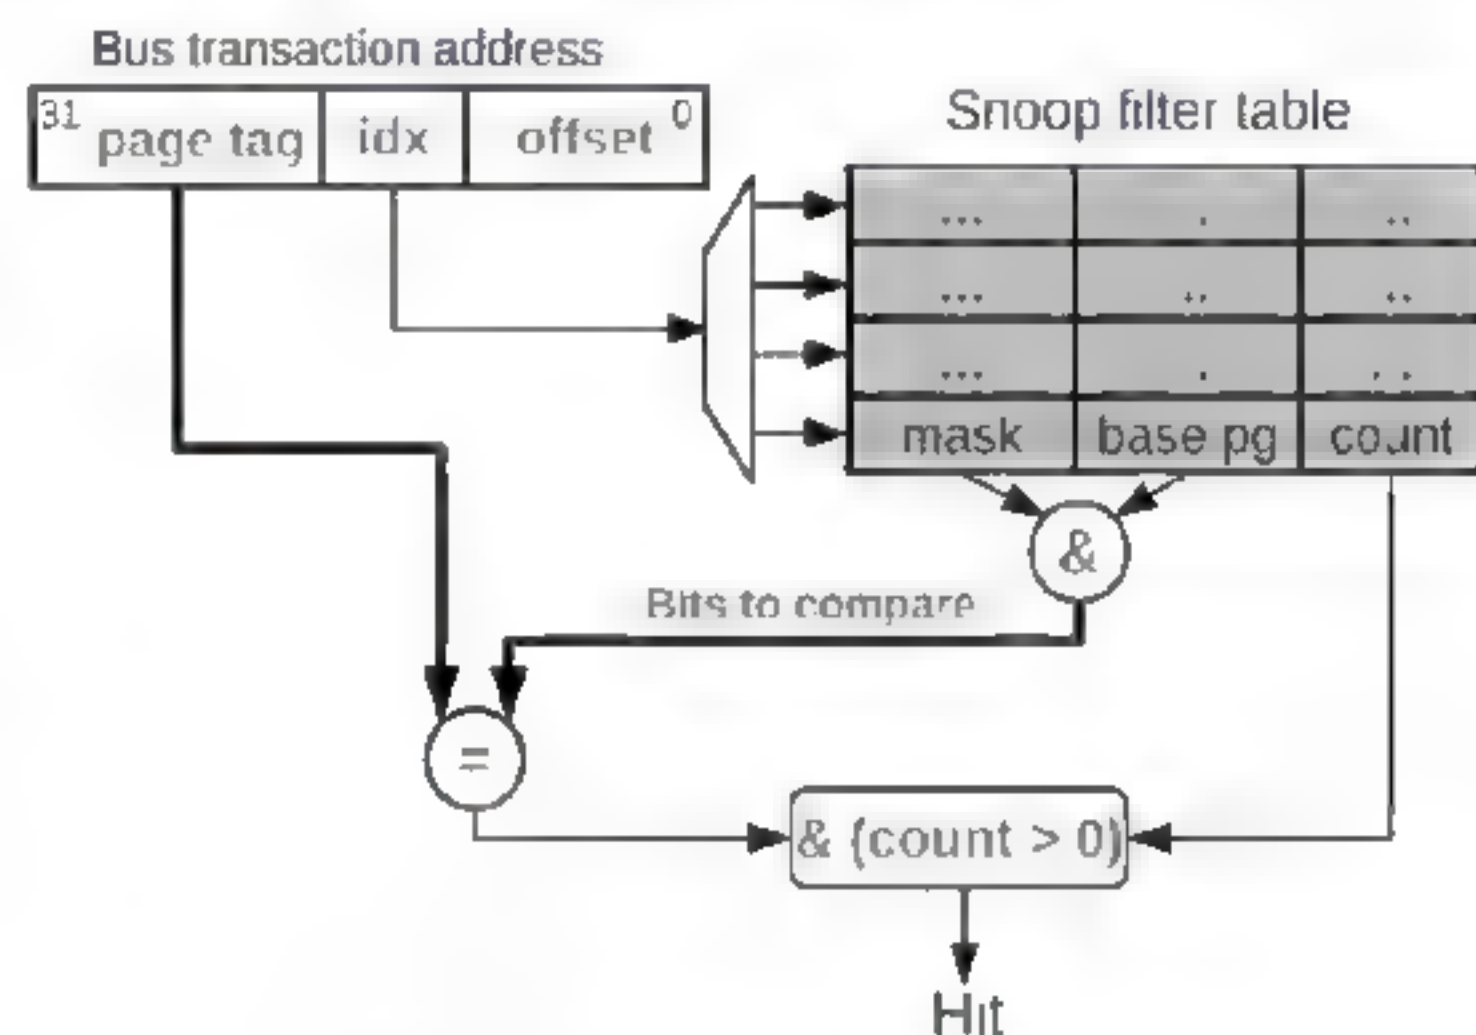 Bus transaction address
31 page tag idx offset 0
Snoop filter table
... . ..
... .. ..
... . ..
mask base pg count
&
Bits to compare
=
& (count > 0)
Hit